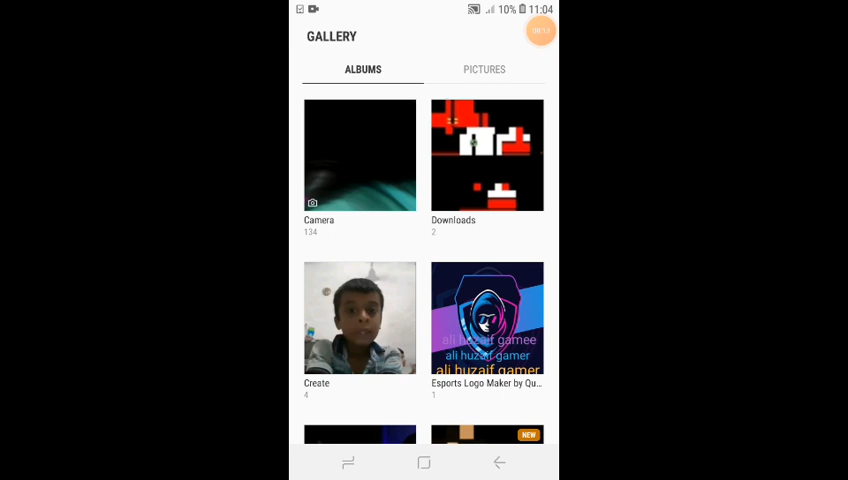 10% 11:04
GALLERY
ALBUMS PICTURES
Camera Downloads
134 2
ali huzaif gamee
ali huzaif gamer
ali huzaif gamer
Create Esports Logo Maker by Qu...
4 1
NEW